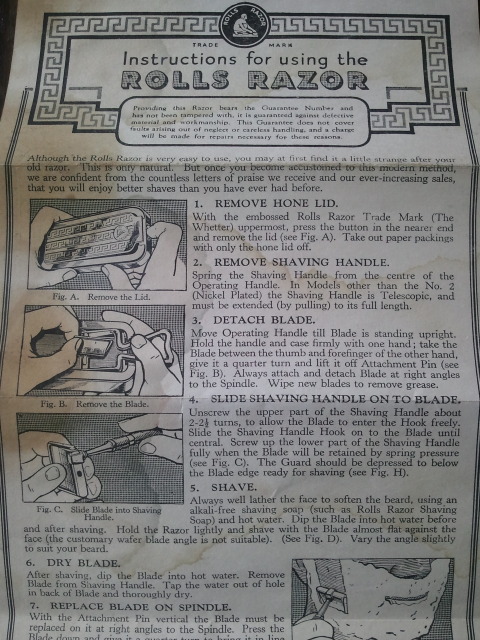 ROLLS RAZOR
TRADE MARK
Instructions for using the
ROLLS RAZOR
Providing this Razor bears the Guarantee Number and
has not been tampered with, it is guaranteed against defective
material and workmanship. This Guarantee does not cover
faults arising out of neglect or careless handling, and a charge
will be made for repairs necessary for these reasons.
Although the Rolls Razor is very easy to use, you may at first find it a little strange after your
old razor. This is only natural. But once you become accustomed to this modern method,
we are confident from the countless letters of praise we receive and our ever-increasing sales,
that you will enjoy better shaves than you have ever had before.
1. REMOVE HONE LID.
With the embossed Rolls Razor Trade Mark (The
Whetter) uppermost, press the button in the nearer end
and remove the lid (see Fig. A). Take out paper packings
with only the hone lid off.
Fig. A. Remove the Lid.
2. REMOVE SHAVING HANDLE.
Spring the Shaving Handle from the centre of the
Operating Handle. In Models other than the No. 2
(Nickel Plated) the Shaving Handle is Telescopic, and
must be extended (by pulling) to its full length.
3. DETACH BLADE.
Move Operating Handle till Blade is standing upright.
Hold the handle and case firmly with one hand; take the
Blade between the thumb and forefinger of the other hand,
give it a quarter turn and lift it off Attachment Pin (see
Fig. B). Always attach and detach Blade at right angles
to the Spindle. Wipe new blades to remove grease.
Fig. B. Remove the Blade.
4. SLIDE SHAVING HANDLE ON TO BLADE.
Unscrew the upper part of the Shaving Handle about
2-2½ turns, to allow the Blade to enter the Hook freely.
Slide the Shaving Handle Hook on to the Blade until
central. Screw up the lower part of the Shaving Handle
fully when the Blade will be retained by spring pressure
(see Fig. C). The Guard should be depressed to below
the Blade edge ready for shaving (see Fig. H).
Fig. C. Slide Blade into Shaving
Handle.
5. SHAVE.
Always well lather the face to soften the beard, using an
alkali-free shaving soap (such as Rolls Razor Shaving
Soap) and hot water. Dip the Blade into hot water before
and after shaving. Hold the Razor lightly and shave with the Blade almost flat against the
face (the customary wafer blade angle is not suitable). (See Fig. D). Vary the angle slightly
to suit your beard.
6. DRY BLADE.
After shaving, dip the Blade into hot water. Remove
Blade from Shaving Handle. Tap the water out of hole
in back of Blade and thoroughly dry.
7. REPLACE BLADE ON SPINDLE.
With the Attachment Pin vertical the Blade must be
replaced on it at right angles to the Spindle. Press the
Blade down and give it a quarter turn to bring it in line